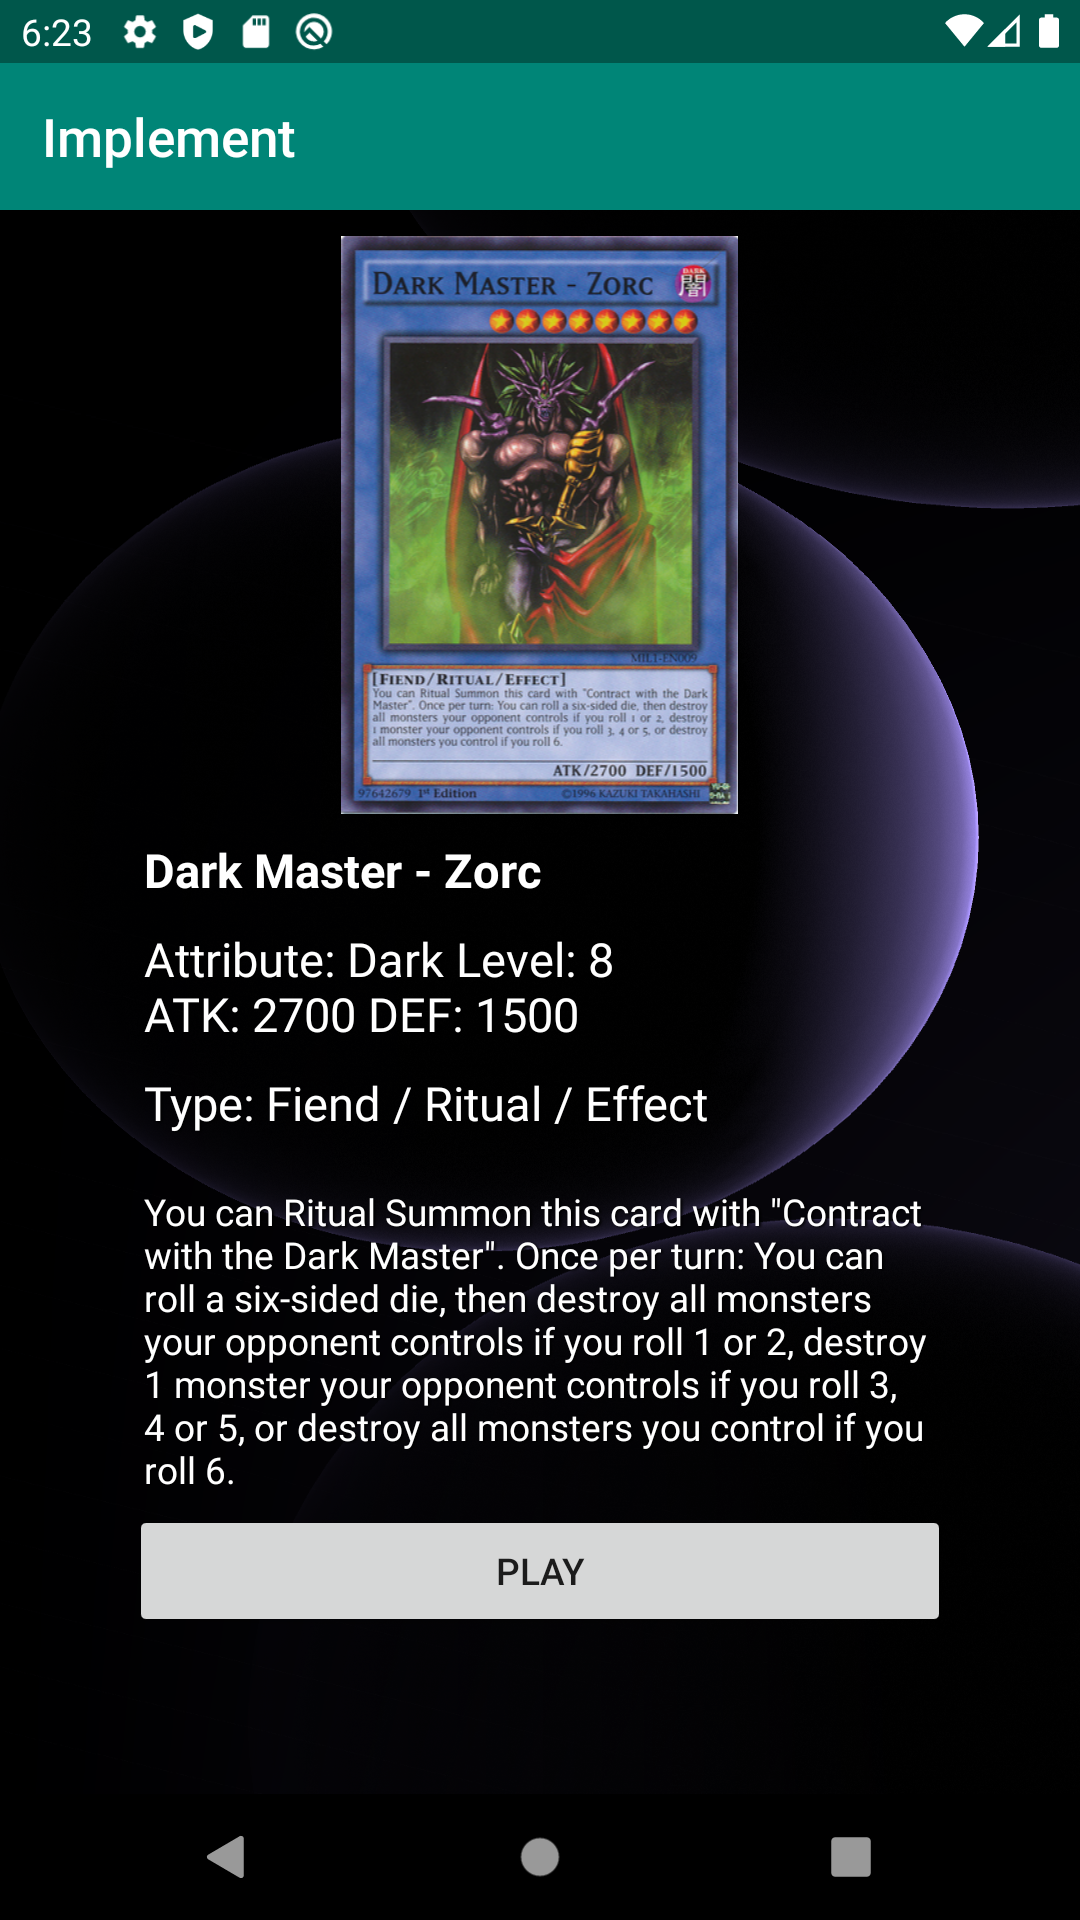 6:23
Implement
DARK MASTER - ZORC
DARK
闇
MIL1-EN009
[FIEND/RITUAL/EFFECT]
You can Ritual Summon this card with "Contract with the Dark
Master". Once per turn: You can roll a six-sided die, then destroy
all monsters your opponent controls if you roll 1 or 2, destroy
1 monster your opponent controls if you roll 3, 4 or 5, or destroy
all monsters you control if you roll 6.
ATK/2700 DEF/1500
97642679 1st Edition ©1996 KAZUKI TAKAHASHI
Dark Master - Zorc
Attribute: Dark Level: 8
ATK: 2700 DEF: 1500
Type: Fiend / Ritual / Effect
You can Ritual Summon this card with "Contract
with the Dark Master". Once per turn: You can
roll a six-sided die, then destroy all monsters
your opponent controls if you roll 1 or 2, destroy
1 monster your opponent controls if you roll 3,
4 or 5, or destroy all monsters you control if you
roll 6.
PLAY